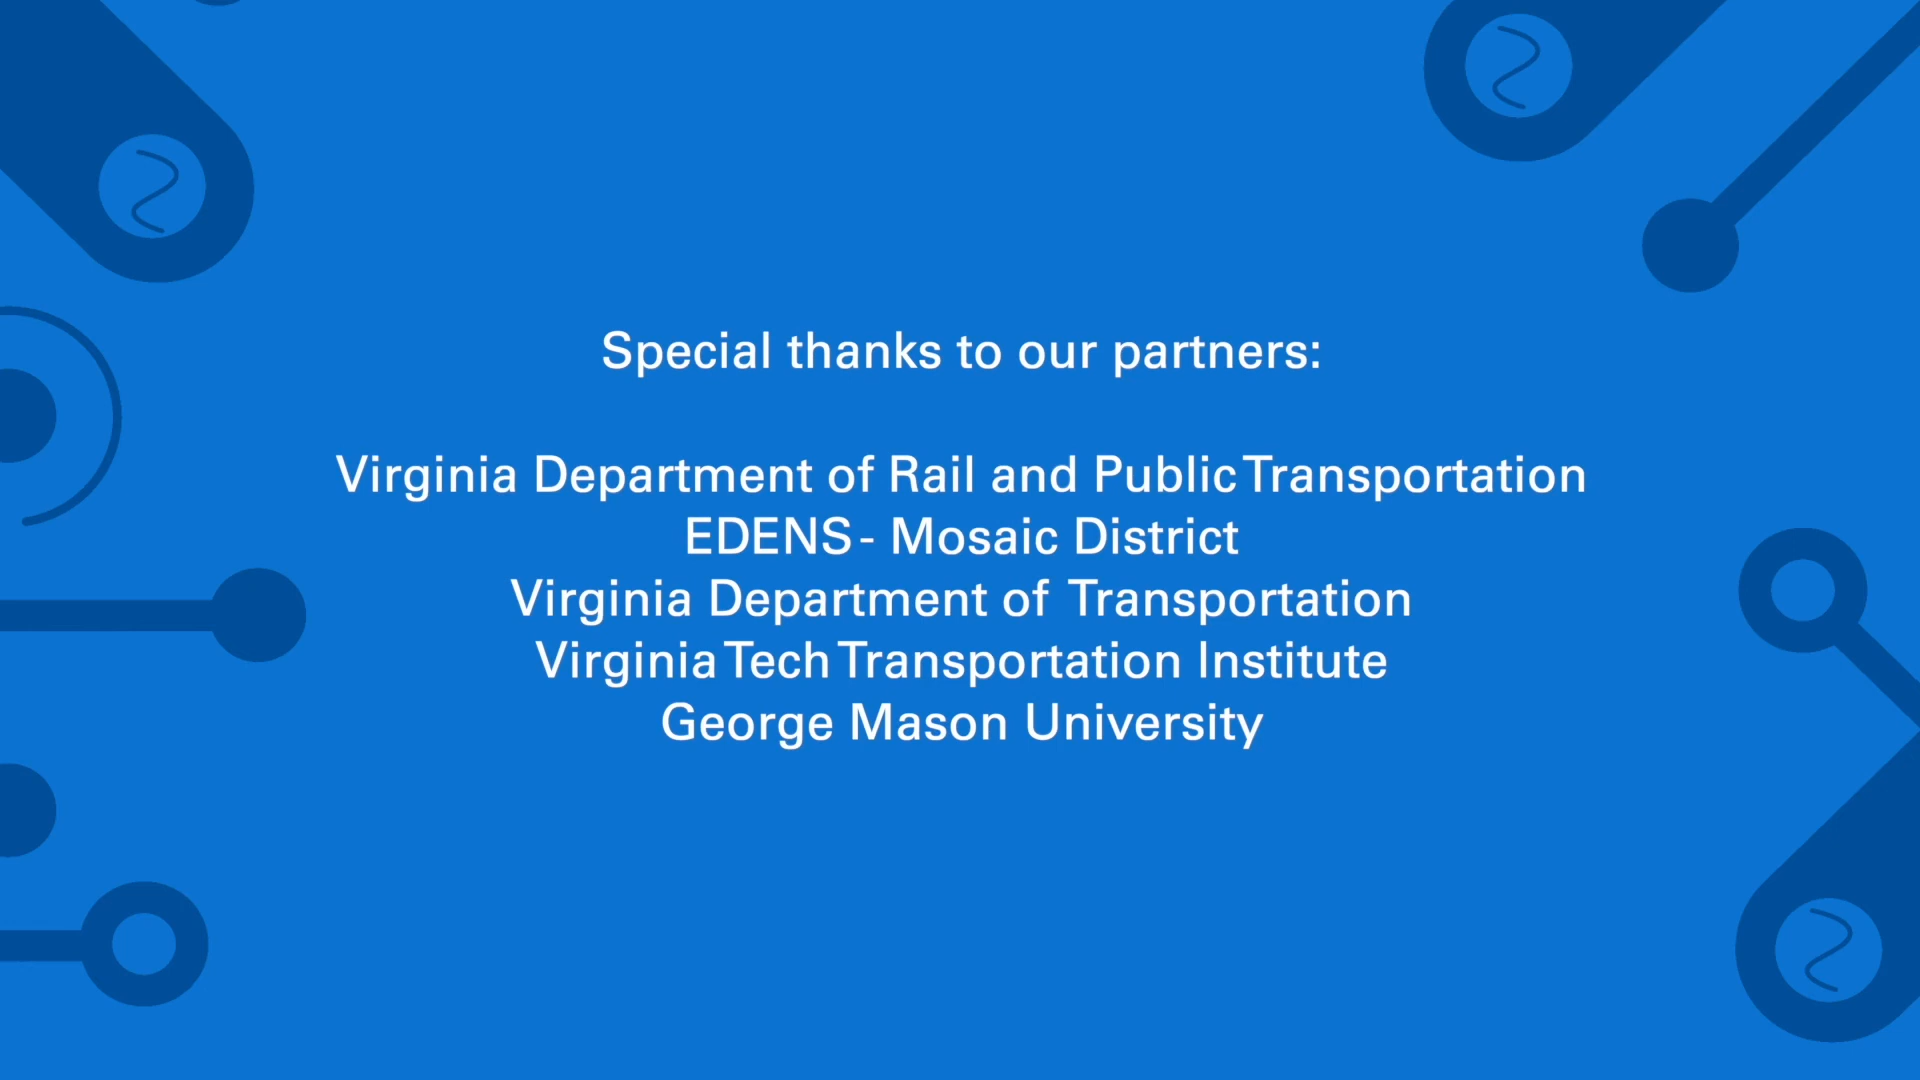 Special thanks to our partners:
Virginia Department of Rail and Public Transportation
EDENS - Mosaic District
Virginia Department of Transportation
Virginia Tech Transportation Institute
George Mason University